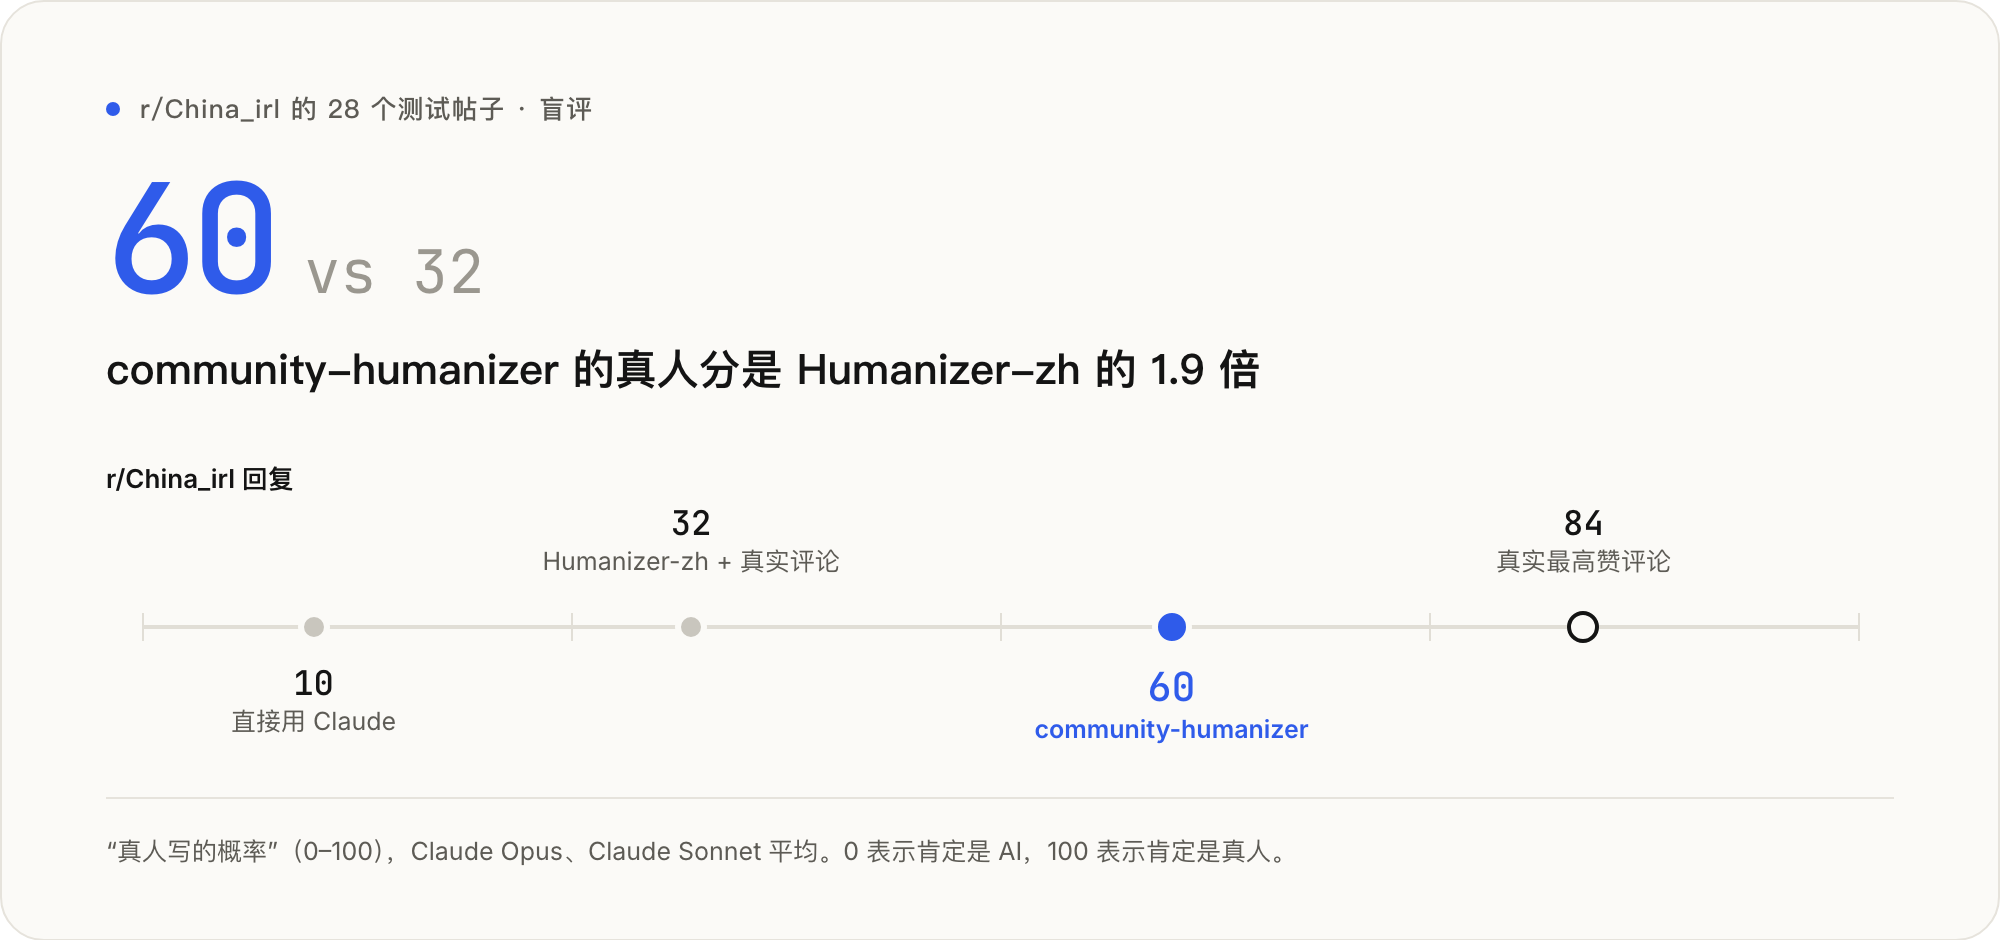 r/China_irl 的 28 个测试帖子 · 盲评
60 vs 32
community-humanizer 的真人分是 Humanizer-zh 的 1.9 倍
r/China_irl 回复
32
Humanizer-zh + 真实评论
84
真实最高赞评论
10
直接用 Claude
60
community-humanizer
“真人写的概率”（0–100），Claude Opus、Claude Sonnet 平均。0 表示肯定是 AI，100 表示肯定是真人。